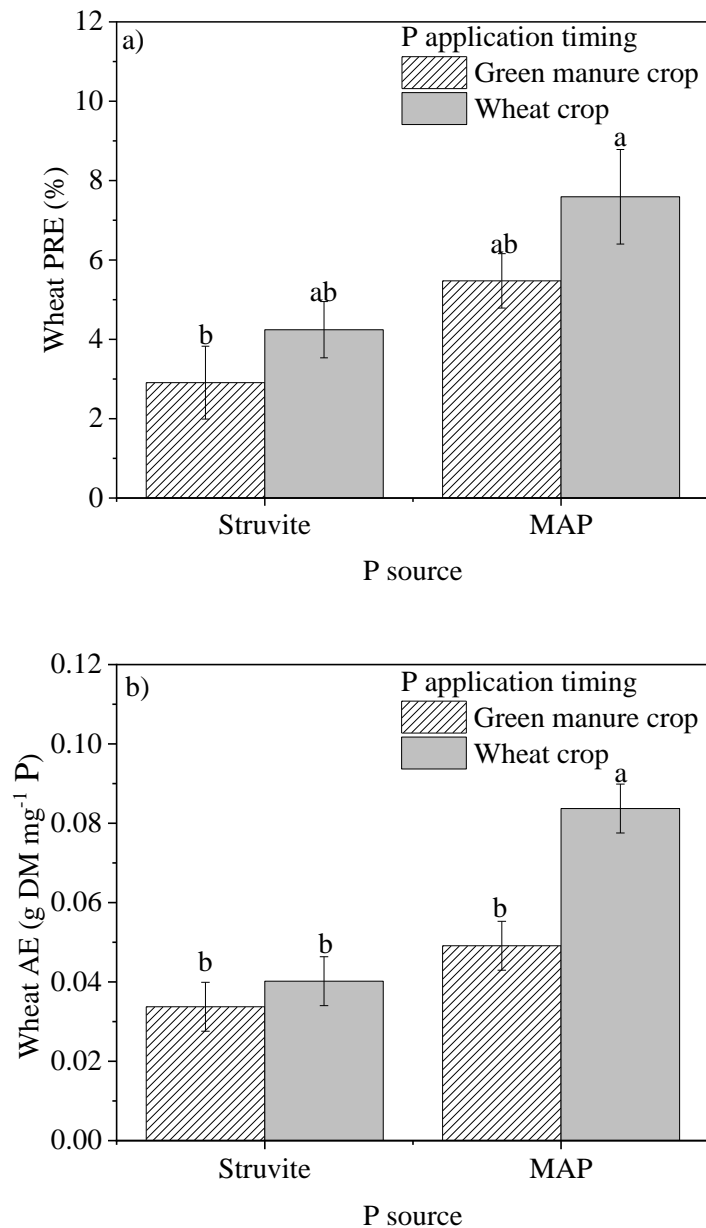 a)
P application timing
Green manure crop
Wheat crop
Wheat PRE (%)
12
10
8
6
4
2
0
b
ab
ab
a
Struvite
MAP
P source
b)
P application timing
Green manure crop
Wheat crop
Wheat AE (g DM mg⁻¹ P)
0.12
0.10
0.08
0.06
0.04
0.02
0.00
b
b
b
a
Struvite
MAP
P source